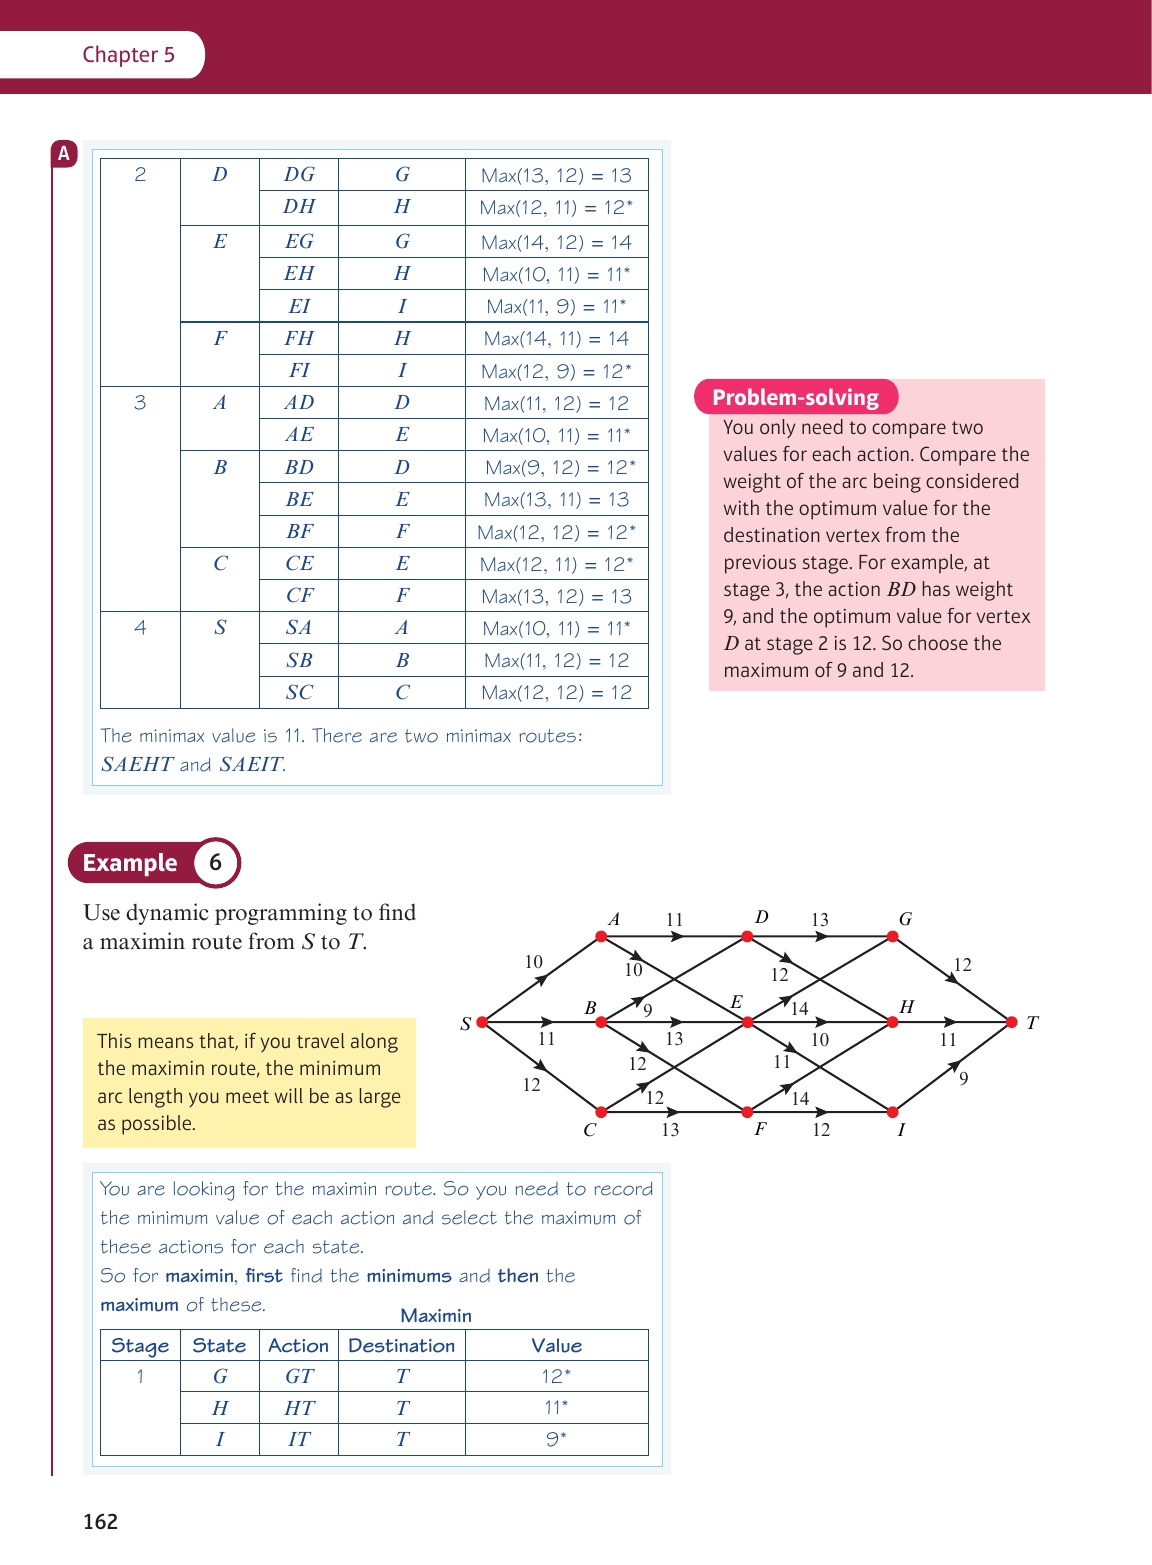 Chapter 5
A
2 D DG G Max(13, 12) = 13
DH H Max(12, 11) = 12*
E EG G Max(14, 12) = 14
EH H Max(10, 11) = 11*
EI I Max(11, 9) = 11*
F FH H Max(14, 11) = 14
FI I Max(12, 9) = 12*
3 A AD D Max(11, 12) = 12
AE E Max(10, 11) = 11*
B BD D Max(9, 12) = 12*
BE E Max(13, 11) = 13
BF F Max(12, 12) = 12*
C CE E Max(12, 11) = 12*
CF F Max(13, 12) = 13
4 S SA A Max(10, 11) = 11*
SB B Max(11, 12) = 12
SC C Max(12, 12) = 12
The minimax value is 11. There are two minimax routes:
SAEHT and SAEIT.
Problem-solving
You only need to compare two
values for each action. Compare the
weight of the arc being considered
with the optimum value for the
destination vertex from the
previous stage. For example, at
stage 3, the action BD has weight
9, and the optimum value for vertex
D at stage 2 is 12. So choose the
maximum of 9 and 12.
Example 6
Use dynamic programming to find
a maximin route from S to T.
This means that, if you travel along
the maximin route, the minimum
arc length you meet will be as large
as possible.
A 11 D 13 G
10 10 12 12
S B 9 E 14 H T
11 13 10 11
12 12 11 9
12 14
C 13 F 12 I
You are looking for the maximin route. So you need to record
the minimum value of each action and select the maximum of
these actions for each state.
So for maximin, first find the minimums and then the
maximum of these.
Maximin
Stage State Action Destination Value
1 G GT T 12*
H HT T 11*
I IT T 9*
162